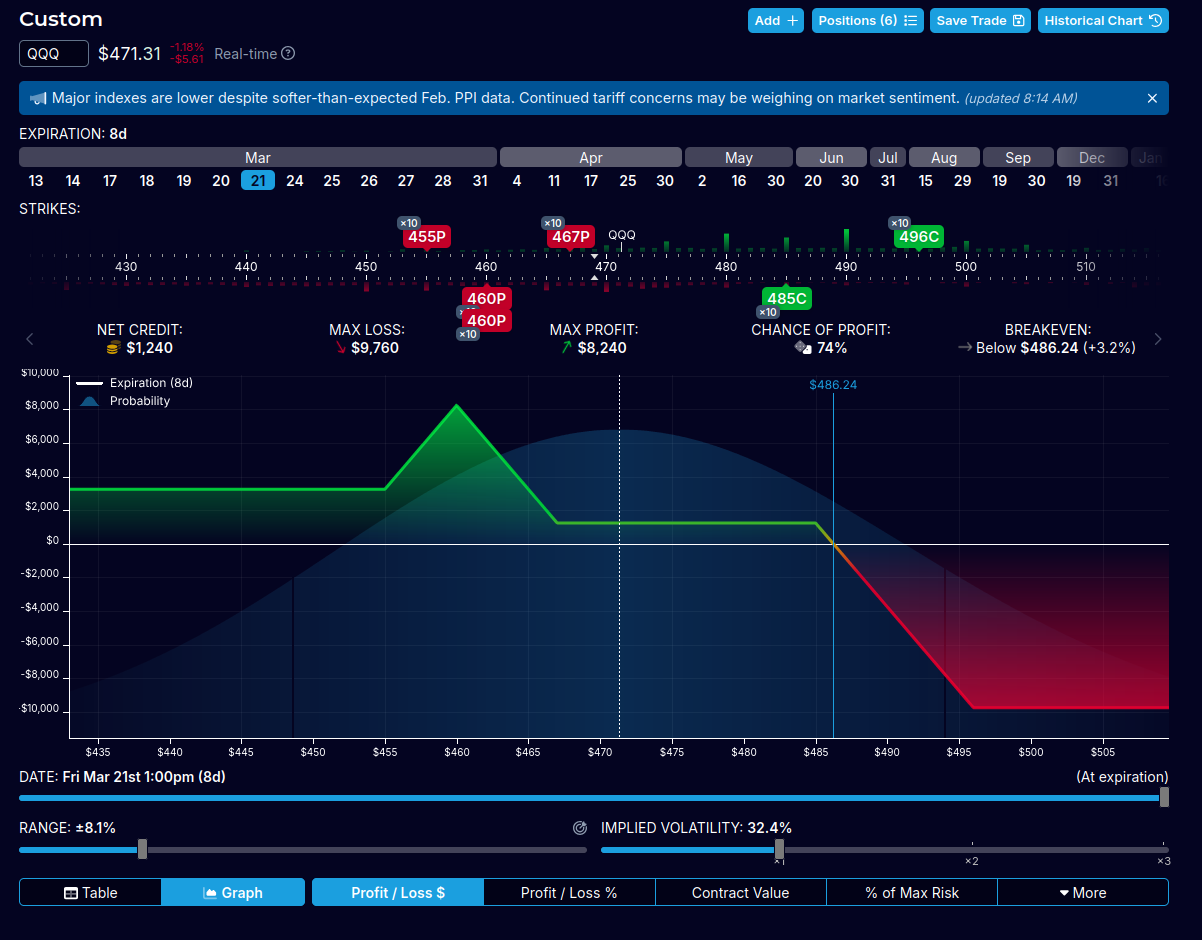 Custom
Add +
Positions (6)
Save Trade
Historical Chart
QQQ
$471.31
-1.18%
-$5.61
Real-time ?
Major indexes are lower despite softer-than-expected Feb. PPI data. Continued tariff concerns may be weighing on market sentiment. (updated 8:14 AM)
EXPIRATION: 8d
Mar Apr May Jun Jul Aug Sep Dec Jan
13 14 17 18 19 20 21 24 25 26 27 28 31 4 11 17 25 30 2 16 30 20 30 31 15 29 19 30 19 31 16
STRIKES:
×10 ×10 ×10
455P 467P QQQ 496C
430 440 450 460 470 480 490 500 510
460P 485C
×10
460P
×10
NET CREDIT: MAX LOSS: MAX PROFIT: CHANCE OF PROFIT: BREAKEVEN:
$1,240 $9,760 $8,240 74% Below $486.24 (+3.2%)
$10,000
Expiration (8d)
$486.24
Probability
$8,000
$6,000
$4,000
$2,000
$0
-$2,000
-$4,000
-$6,000
-$8,000
-$10,000
$435 $440 $445 $450 $455 $460 $465 $470 $475 $480 $485 $490 $495 $500 $505
DATE: Fri Mar 21st 1:00pm (8d)
(At expiration)
RANGE: ±8.1%
IMPLIED VOLATILITY: 32.4%
×1 ×2 ×3
Table Graph Profit / Loss $ Profit / Loss % Contract Value % of Max Risk More